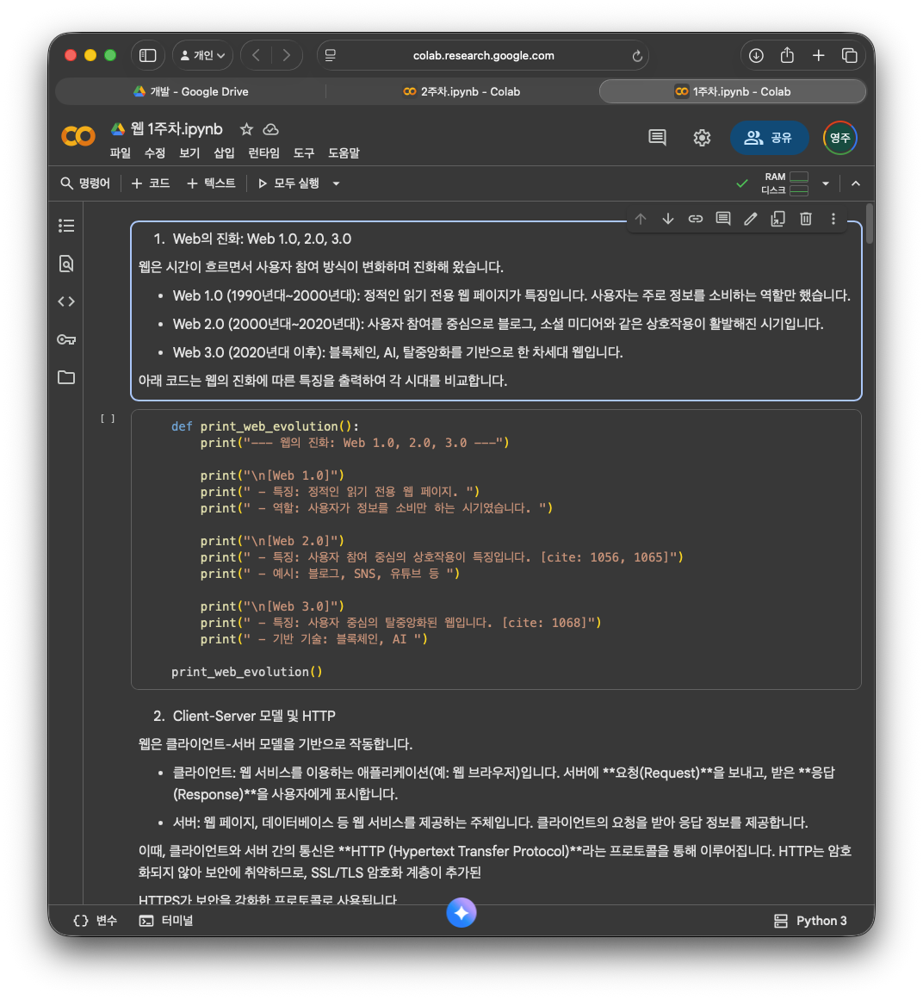 개인
colab.research.google.com
개발 - Google Drive
2주차.ipynb - Colab
1주차.ipynb - Colab
웹 1주차.ipynb
파일 수정 보기 삽입 런타임 도구 도움말
공유
영주
명령어 + 코드 + 텍스트 모두 실행
RAM
디스크
1. Web의 진화: Web 1.0, 2.0, 3.0
웹은 시간이 흐르면서 사용자 참여 방식이 변화하며 진화해 왔습니다.
• Web 1.0 (1990년대~2000년대): 정적인 읽기 전용 웹 페이지가 특징입니다. 사용자는 주로 정보를 소비하는 역할만 했습니다.
• Web 2.0 (2000년대~2020년대): 사용자 참여를 중심으로 블로그, 소셜 미디어와 같은 상호작용이 활발해진 시기입니다.
• Web 3.0 (2020년대 이후): 블록체인, AI, 탈중앙화를 기반으로 한 차세대 웹입니다.
아래 코드는 웹의 진화에 따른 특징을 출력하여 각 시대를 비교합니다.
[ ]
def print_web_evolution():
print("--- 웹의 진화: Web 1.0, 2.0, 3.0 ---")
print("\n[Web 1.0]")
print(" - 특징: 정적인 읽기 전용 웹 페이지. ")
print(" - 역할: 사용자가 정보를 소비만 하는 시기였습니다. ")
print("\n[Web 2.0]")
print(" - 특징: 사용자 참여 중심의 상호작용이 특징입니다. [cite: 1056, 1065]")
print(" - 예시: 블로그, SNS, 유튜브 등 ")
print("\n[Web 3.0]")
print(" - 특징: 사용자 중심의 탈중앙화된 웹입니다. [cite: 1068]")
print(" - 기반 기술: 블록체인, AI ")
print_web_evolution()
2. Client-Server 모델 및 HTTP
웹은 클라이언트-서버 모델을 기반으로 작동합니다.
• 클라이언트: 웹 서비스를 이용하는 애플리케이션(예: 웹 브라우저)입니다. 서버에 **요청(Request)**을 보내고, 받은 **응답
(Response)**을 사용자에게 표시합니다.
• 서버: 웹 페이지, 데이터베이스 등 웹 서비스를 제공하는 주체입니다. 클라이언트의 요청을 받아 응답 정보를 제공합니다.
이때, 클라이언트와 서버 간의 통신은 **HTTP (Hypertext Transfer Protocol)**라는 프로토콜을 통해 이루어집니다. HTTP는 암호
화되지 않아 보안에 취약하므로, SSL/TLS 암호화 계층이 추가된
HTTPS가 보안을 강화한 프로토콜로 사용됩니다
변수 터미널
Python 3